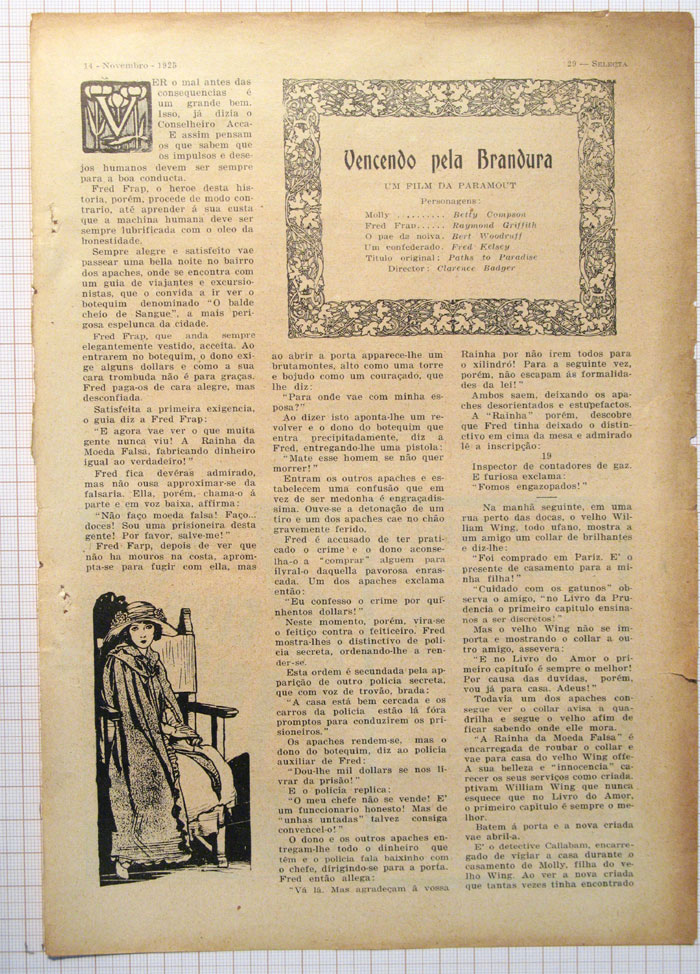 14 - Novembro - 1925
29 — SELECTA
VER o mal antes das
consequencias é
um grande bem.
Isso, já dizia o
Conselheiro Acca-
E assim pensam
os que sabem que
os impulsos e dese-
jos humanos devem ser sempre
para a boa conducta.
Fred Frap, o heroe desta his-
toria, porém, procede de modo con-
trario, até aprender á sua custa
que a machina humana deve ser
sempre lubrificada com o oleo da
honestidade.
Sempre alegre e satisfeito vae
passear uma bella noite no bairro
dos apaches, onde se encontra com
um guia de viajantes e excursio-
nistas, que o convida a ir ver o
botequim denominado "O balde
cheio de Sangue", a mais peri-
gosa espelunca da cidade.
Fred Frap, que anda sempre
elegantemente vestido, acceita. Ao
entrarem no botequim, o dono exi-
ge alguns dollars e como a sua
cara trombuda não é para graças.
Fred paga-os de cara alegre, mas
desconfiada.
Satisfeita a primeira exigencia,
o guia diz a Fred Frap:
"E agora vae ver o que muita
gente nunca viu! A Rainha da
Moeda Falsa, fabricando dinheiro
igual ao verdadeiro!"
Fred fica devéras admirado,
mas não ousa approximar-se da
falsaria. Ella, porém, chama-o á
parte e em voz baixa, affirma:
"Não faço moeda falsa! Faço...
doces! Sou uma prisioneira desta
gente! Por favor, salve-me!"
Fred Farp, depois de ver que
não ha mouros na costa, aprom-
pta-se para fugir com ella, mas
Vencendo pela Brandura
UM FILM DA PARAMOUT
Personagens:
Molly .......... Betty Compson
Fred Frau...... Raymond Griffith
O pae da noiva. Bert Woodruff
Um confederado. Fred Kelsey
Titulo original: Paths to Paradise
Director: Clarence Badger
ao abrir a porta apparece-lhe um
brutamontes, alto como uma torre
e bojudo como um couraçado, que
lhe diz:
"Para onde vae com minha es-
posa?"
Ao dizer isto aponta-lhe um re-
volver e o dono do botequim que
entra precipitadamente, diz a
Fred, entregando-lhe uma pistola:
"Mate esse homem se não quer
morrer!"
Entram os outros apaches e es-
tabelecem uma confusão que em
vez de ser medonha é engraçadis-
sima. Ouve-se a detonação de um
tiro e um dos apaches cae no chão
gravemente ferido.
Fred é accusado de ter prati-
cado o crime e o dono aconse-
lha-o a "comprar" alguem para
livral-o daquella pavorosa enras-
cada. Um dos apaches exclama
então:
"Eu confesso o crime por qui-
nhentos dollars!"
Neste momento, porém, vira-se
o feitiço contra o feiticeiro. Fred
mostra-lhes o distinctivo de poli-
cia secreta, ordenando-lhe a ren-
der-se.
Esta ordem é secundada pela ap-
parição de outro policia secreta,
que com voz de trovão, brada:
"A casa está bem cercada e os
carros da policia estão lá fóra
promptos para conduzirem os pri-
sioneiros."
Os apaches rendem-se, mas o
dono do botequim, diz ao policia
auxiliar de Fred:
"Dou-lhe mil dollars se nos li-
vrar da prisão!"
E o policia replica:
"O meu chefe não se vende! E'
um funccionario honesto! Mas de
"unhas untadas" talvez consiga
convencel-o!"
O dono e os outros apaches en-
tregam-lhe todo o dinheiro que
têm e o policia fala baixinho com
o chefe, dirigindo-se para a porta.
Fred então allega:
"Vá lá. Mas agradeçam á vossa
Rainha por não irem todos para
o xilindró! Para a seguinte vez,
porém, não escapam ás formalida-
des da lei!"
Ambos saem, deixando os apa-
ches desorientados e estupefactos.
A "Rainha" porém, descobre
que Fred tinha deixado o distin-
ctivo em cima da mesa e admirado
lê a inscripção:
19
Inspector de contadores de gaz.
E furiosa exclama:
"Fomos engazopados!"
Na manhã seguinte, em uma
rua perto das docas, o velho Wil-
liam Wing, todo ufano, mostra a
um amigo um collar de brilhantes
e diz-lhe:
"Foi comprado em Pariz. E' o
presente de casamento para a mi-
nha filha!"
"Cuidado com os gatunos" ob-
serva o amigo, "no Livro da Pru-
dencia o primeiro capitulo ensina-
nos a ser discretos!"
Mas o velho Wing não se im-
porta e mostrando o collar a ou-
tro amigo, assevera:
"E no Livro do Amor o pri-
meiro capitulo é sempre o melhor!
Por causa das duvidas, porém,
vou já para casa. Adeus!"
Todavia um dos apaches con-
segue ver o collar avisa a qua-
drilha e segue o velho afim de
ficar sabendo onde elle mora.
"A Rainha da Moeda Falsa" é
encarregada de roubar o collar e
vae para casa do velho Wing offe-
A sua belleza e "innocencia" ca-
recer os seus serviços como criada.
ptivam William Wing que nunca
esquece que no Livro do Amor,
o primeiro capitulo é sempre o me-
lhor.
Batem á porta e a nova criada
vae abril-a.
E' o detective Callabam, encarre-
gado de vigiar a casa durante o
casamento de Molly, filha do ve-
lho Wing. Ao ver a nova criada
que tantas vezes tinha encontrado